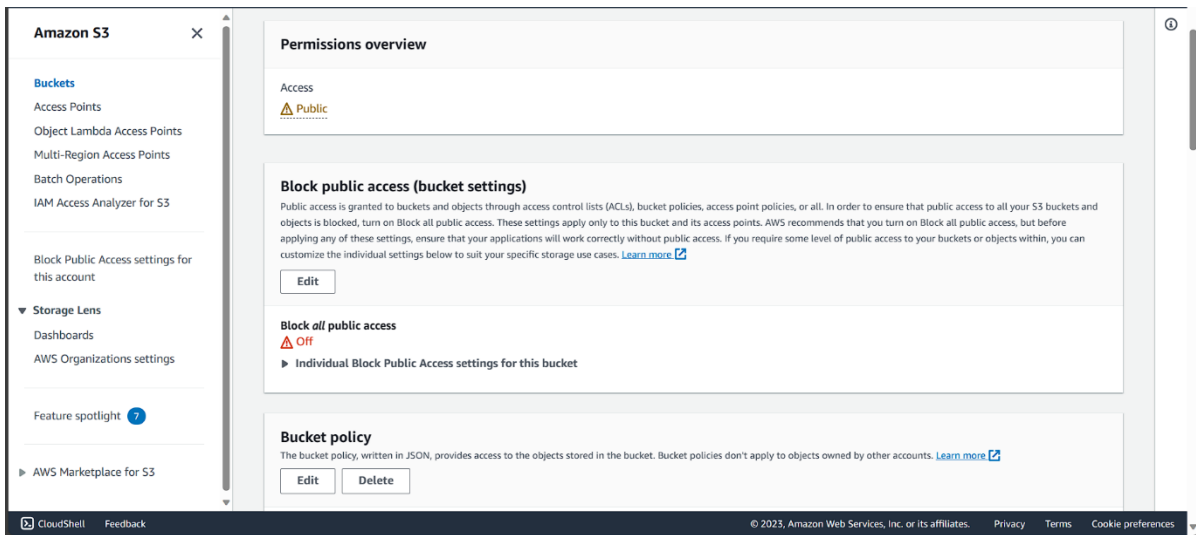 Amazon S3
Buckets
Access Points
Object Lambda Access Points
Multi-Region Access Points
Batch Operations
IAM Access Analyzer for S3
Block Public Access settings for
this account
Storage Lens
Dashboards
AWS Organizations settings
Feature spotlight 7
AWS Marketplace for S3
Permissions overview
Access
Public
Block public access (bucket settings)
Public access is granted to buckets and objects through access control lists (ACLs), bucket policies, access point policies, or all. In order to ensure that public access to all your S3 buckets and
objects is blocked, turn on Block all public access. These settings apply only to this bucket and its access points. AWS recommends that you turn on Block all public access, but before
applying any of these settings, ensure that your applications will work correctly without public access. If you require some level of public access to your buckets or objects within, you can
customize the individual settings below to suit your specific storage use cases. Learn more
Edit
Block all public access
Off
Individual Block Public Access settings for this bucket
Bucket policy
The bucket policy, written in JSON, provides access to the objects stored in the bucket. Bucket policies don't apply to objects owned by other accounts. Learn more
Edit Delete
CloudShell Feedback © 2023, Amazon Web Services, Inc. or its affiliates. Privacy Terms Cookie preferences